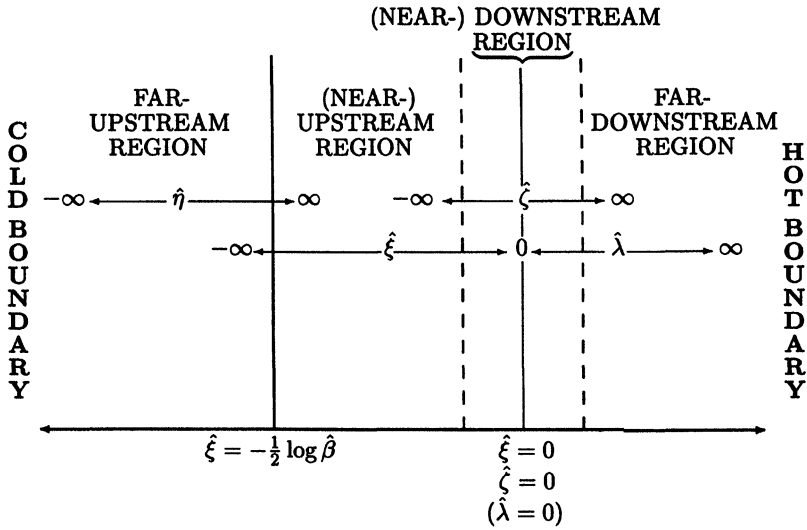 (NEAR-) DOWNSTREAM
REGION
FAR-
UPSTREAM
REGION
(NEAR-)
UPSTREAM
REGION
FAR-
DOWNSTREAM
REGION
COLD BOUNDARY
HOT BOUNDARY
−∞ η̂ ∞
−∞ ζ̂ ∞
−∞ ξ̂ 0 λ̂ ∞
ξ̂ = −½ log β̂
ξ̂ = 0
ζ̂ = 0
(λ̂ = 0)